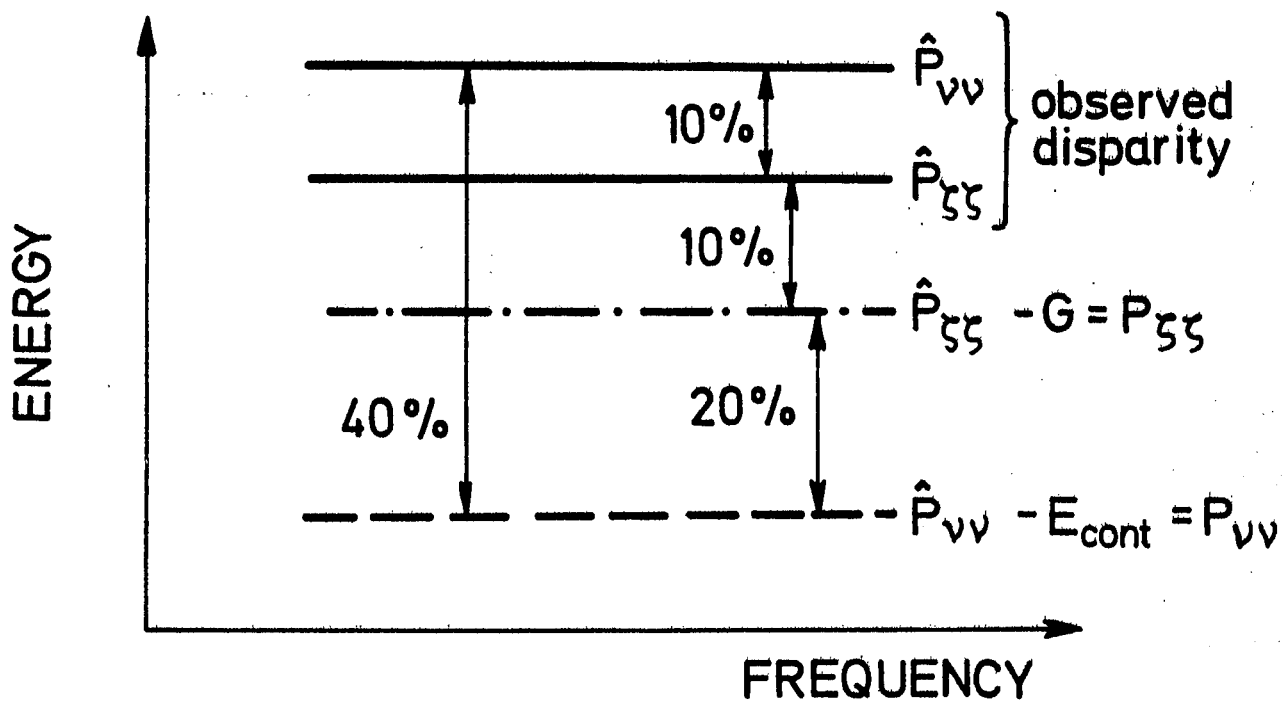 P̂νν
observed
disparity
10%
P̂ζζ
10%
P̂ζζ - G = Pζζ
ENERGY
40%
20%
P̂νν - Econt = Pνν
FREQUENCY